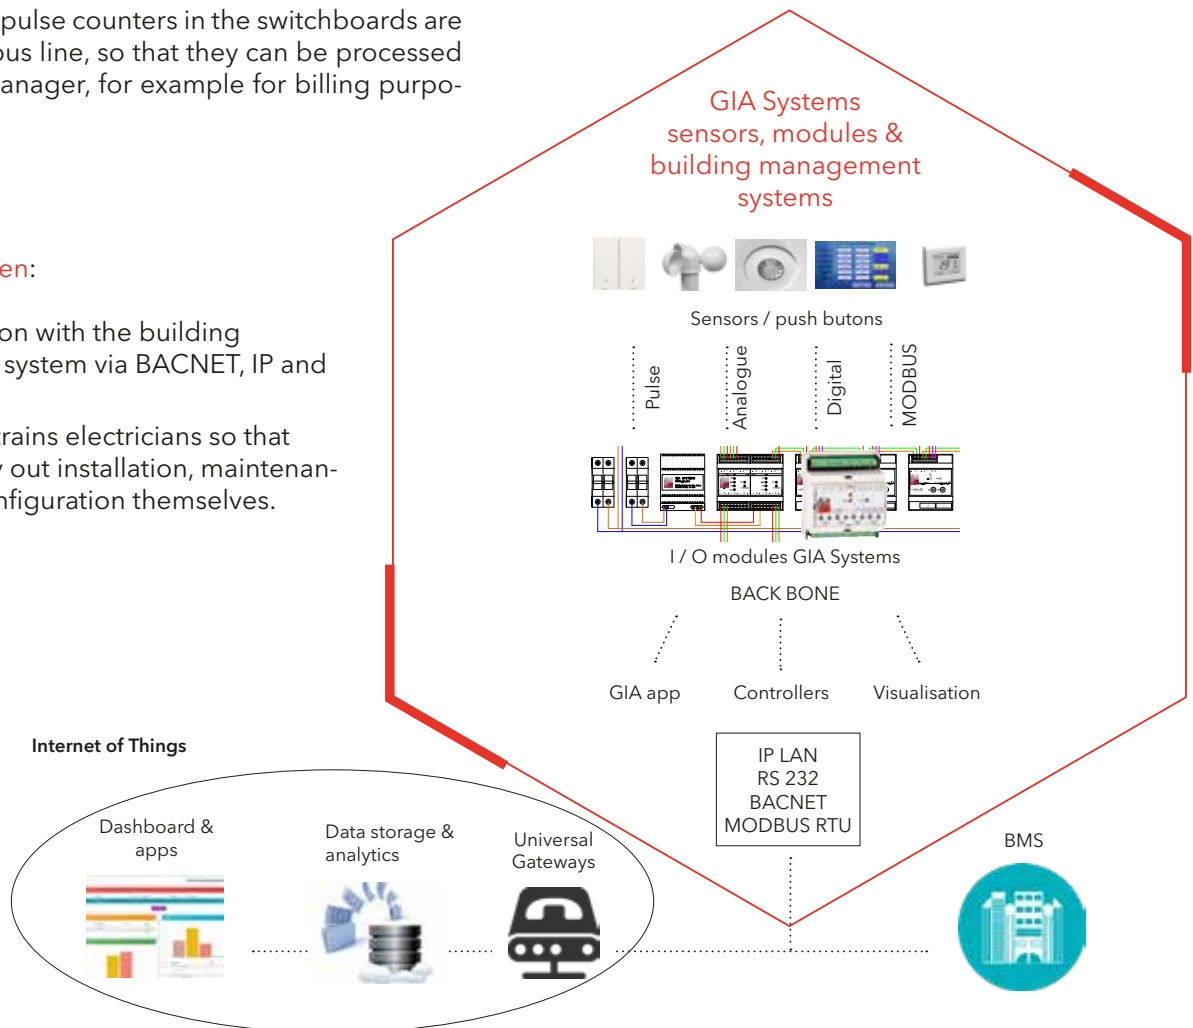 pulse counters in the switchboards are
bus line, so that they can be processed
anager, for example for billing purpo-
en:
on with the building
system via BACNET, IP and
trains electricians so that
y out installation, maintenan-
nfiguration themselves.
GIA Systems
sensors, modules &
building management
systems
Sensors / push butons
Pulse
Analogue
Digital
MODBUS
I / O modules GIA Systems
BACK BONE
GIA app
Controllers
Visualisation
IP LAN
RS 232
BACNET
MODBUS RTU
Internet of Things
Dashboard &
apps
Data storage &
analytics
Universal
Gateways
BMS